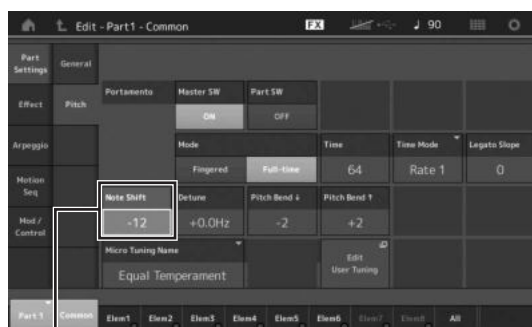 Edit - Part1 - Common
FX
♩ 90
Part Settings
General
Effect
Pitch
Portamento
Master SW
ON
Part SW
OFF
Arpeggio
Mode
Fingered
Full-time
Time
64
Time Mode
Rate 1
Legato Slope
0
Motion Seq
Note Shift
-12
Detune
+0.0Hz
Pitch Bend ↓
-2
Pitch Bend ↑
+2
Mod / Control
Micro Tuning Name
Equal Temperament
Edit User Tuning
Part 1
Common
Elem1
Elem2
Elem3
Elem4
Elem5
Elem6
Elem7
Elem8
All